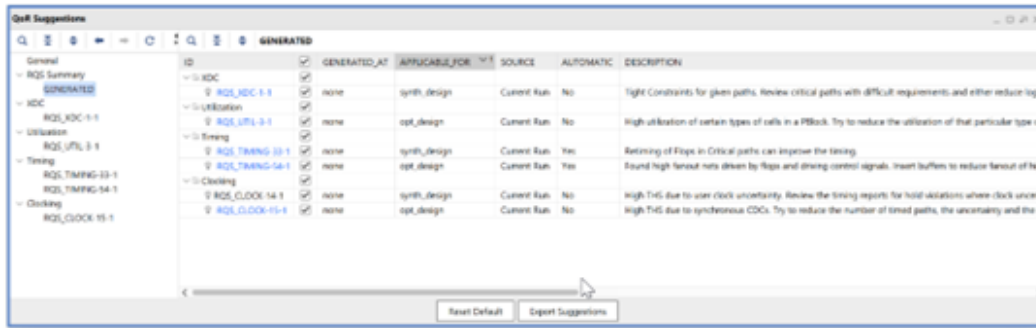 QoR Suggestions
GENERATED
General
RQS Summary
GENERATED
XDC
RQS_XDC-1-1
Utilization
RQS_UTIL-3-1
Timing
RQS_TIMING-33-1
RQS_TIMING-54-1
Clocking
RQS_CLOCK-15-1
ID GENERATED_AT APPLICABLE_FOR SOURCE AUTOMATIC DESCRIPTION
XDC
RQS_XDC-1-1 none synth_design Current Run No Tight Constraints for given paths. Review critical paths with difficult requirements and either reduce log
Utilization
RQS_UTIL-3-1 none opt_design Current Run No High utilization of certain types of cells in a PBlock. Try to reduce the utilization of that particular type
Timing
RQS_TIMING-33-1 none synth_design Current Run Yes Retiming of Flops in Critical paths can improve the timing.
RQS_TIMING-54-1 none opt_design Current Run Yes Found high fanout nets driven by flops and driving control signals. Insert buffers to reduce fanout of
Clocking
RQS_CLOCK-14-1 none synth_design Current Run No High THS due to user clock uncertainty. Review the timing reports for hold violations where clock unce
RQS_CLOCK-15-1 none opt_design Current Run No High THS due to synchronous CDCs. Try to reduce the number of timed paths, the uncertainty and the
Reset Default Export Suggestions